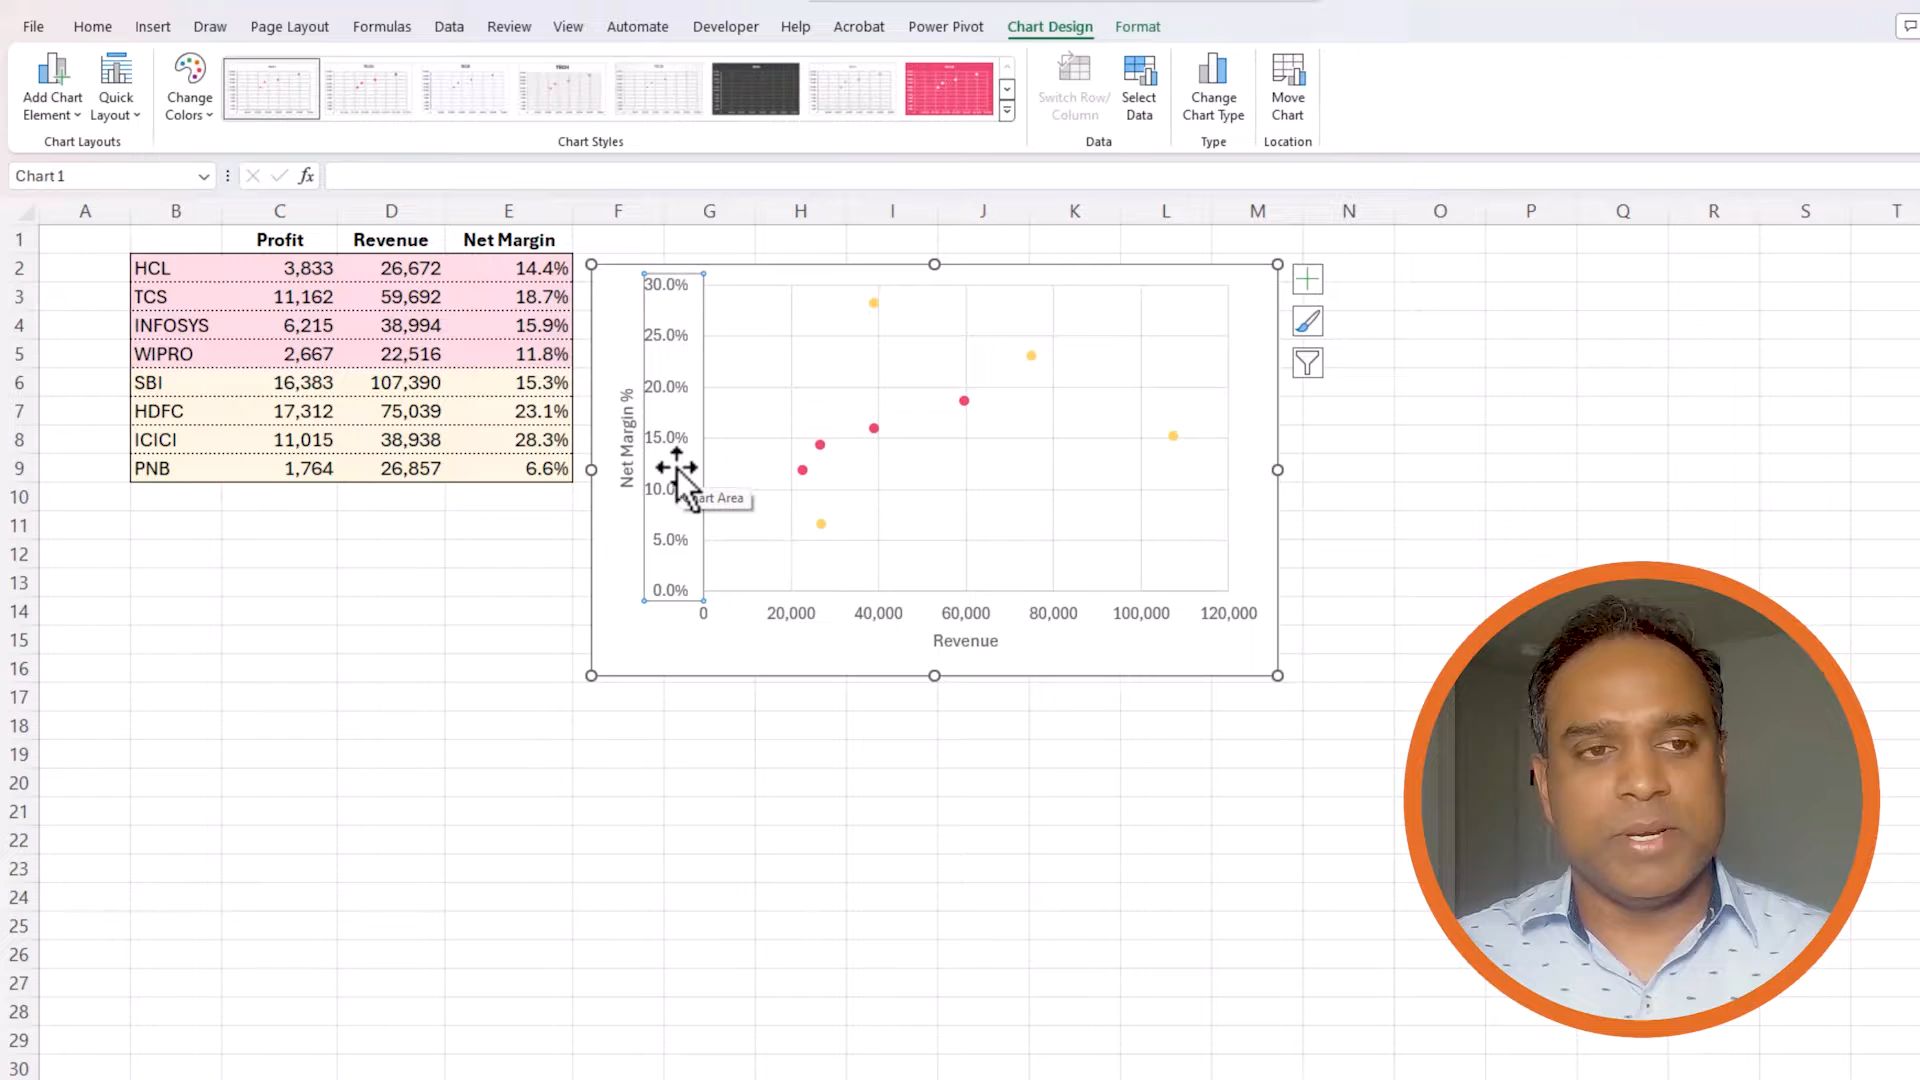 File Home Insert Draw Page Layout Formulas Data Review View Automate Developer Help Acrobat Power Pivot Chart Design Format
Add Chart Element
Quick Layout
Change Colors
Switch Row/ Column
Select Data
Change Chart Type
Move Chart
Chart Layouts Chart Styles Data Type Location
Chart 1 fx
A B C D E F G H I J K L M N O P Q R S T
1 Profit Revenue Net Margin
2 HCL 3,833 26,672 14.4%
3 TCS 11,162 59,692 18.7%
4 INFOSYS 6,215 38,994 15.9%
5 WIPRO 2,667 22,516 11.8%
6 SBI 16,383 107,390 15.3%
7 HDFC 17,312 75,039 23.1%
8 ICICI 11,015 38,938 28.3%
9 PNB 1,764 26,857 6.6%
10
11
12
13
14
15
16
17
18
19
20
21
22
23
24
25
26
27
28
29
30
Net Margin %
30.0%
25.0%
20.0%
15.0%
5.0%
0.0%
Area
0 20,000 40,000 60,000 80,000 100,000 120,000
Revenue